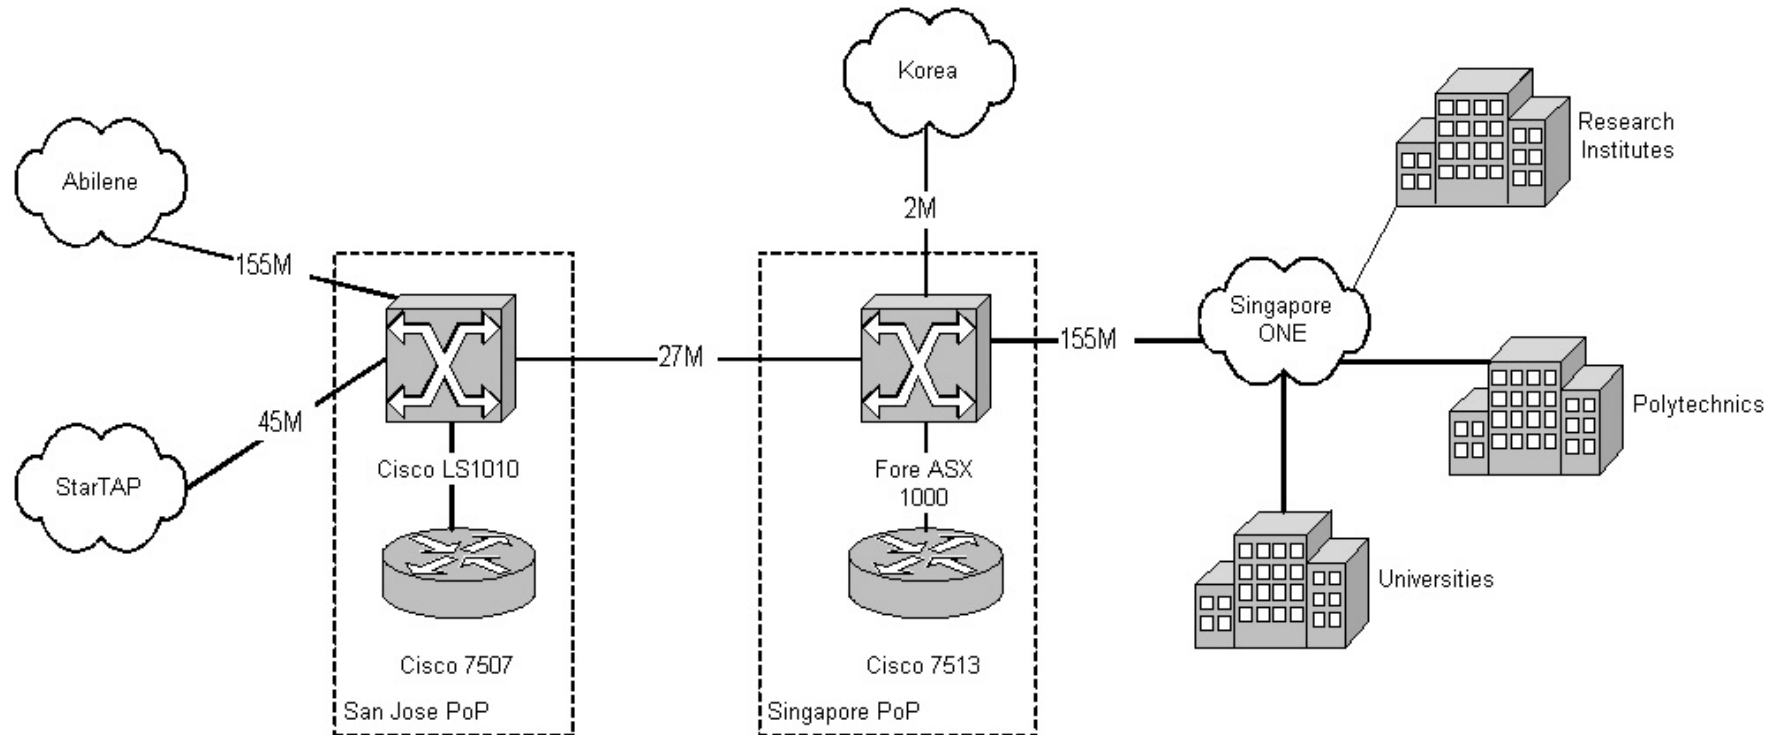 Korea
Research
Institutes
Abilene
2M
155M
Singapore
ONE
155M
27M
Polytechnics
45M
Cisco LS1010
Fore ASX
1000
StarTAP
Universities
Cisco 7507
Cisco 7513
San Jose PoP
Singapore PoP